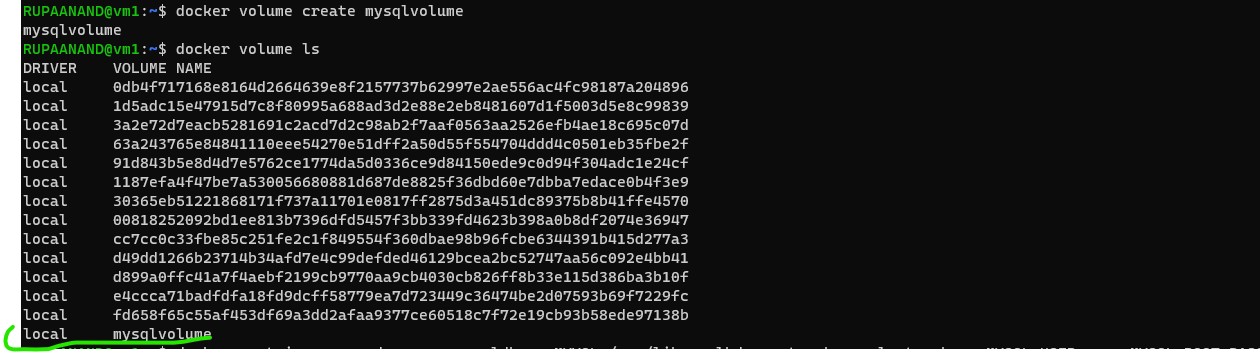 RUPAANAND@vm1:~$ docker volume create mysqlvolume
mysqlvolume
RUPAANAND@vm1:~$ docker volume ls
DRIVER    VOLUME NAME
local     0db4f717168e8164d2664639e8f2157737b62997e2ae556ac4fc98187a204896
local     1d5adc15e47915d7c8f80995a688ad3d2e88e2eb8481607d1f5003d5e8c99839
local     3a2e72d7eacb5281691c2acd7d2c98ab2f7aaf0563aa2526efb4ae18c695c07d
local     63a243765e84841110eee54270e51dff2a50d55f554704ddd4c0501eb35fbe2f
local     91d843b5e8d4d7e5762ce1774da5d0336ce9d84150ede9c0d94f304adc1e24cf
local     1187efa4f47be7a530056680881d687de8825f36dbd60e7dbba7edace0b4f3e9
local     30365eb51221868171f737a11701e0817ff2875d3a451dc89375b8b41ffe4570
local     00818252092bd1ee813b7396dfd5457f3bb339fd4623b398a0b8df2074e36947
local     cc7cc0c33fbe85c251fe2c1f849554f360dbae98b96fcbe6344391b415d277a3
local     d49dd1266b23714b34afd7e4c99defded46129bcea2bc52747aa56c092e4bb41
local     d899a0ffc41a7f4aebf2199cb9770aa9cb4030cb826ff8b33e115d386ba3b10f
local     e4ccca71badfdfa18fd9dcff58779ea7d723449c36474be2d07593b69f7229fc
local     fd658f65c55af453df69a3dd2afaa9377ce60518c7f72e19cb93b58ede97138b
local     mysqlvolume